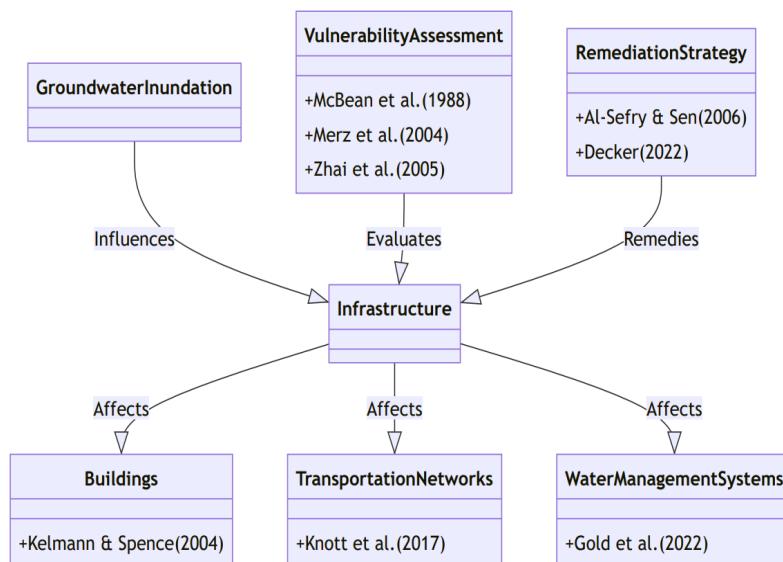 VulnerabilityAssessment
+McBean et al.(1988)
+Merz et al.(2004)
+Zhai et al.(2005)
RemediationStrategy
+Al-Sefry & Sen(2006)
+Decker(2022)
GroundwaterInundation
Influences
Evaluates
Remedies
Infrastructure
Affects
Affects
Affects
Buildings
+Kelmann & Spence(2004)
TransportationNetworks
+Knott et al.(2017)
WaterManagementSystems
+Gold et al.(2022)